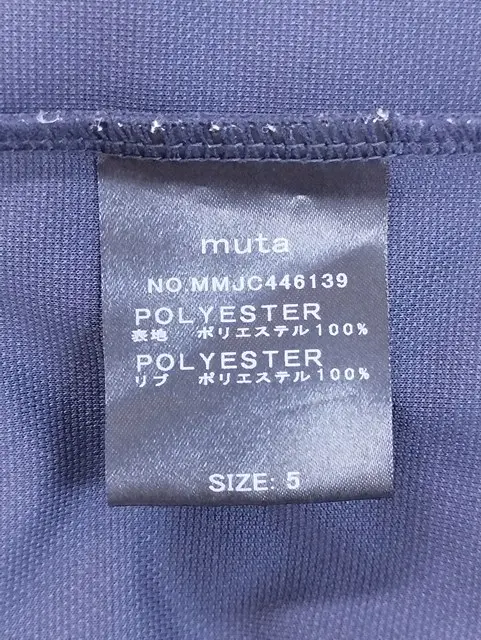 muta
NO.MMJC446139
POLYESTER
表地 ポリエステル100%
POLYESTER
リブ ポリエステル100%
SIZE: 5